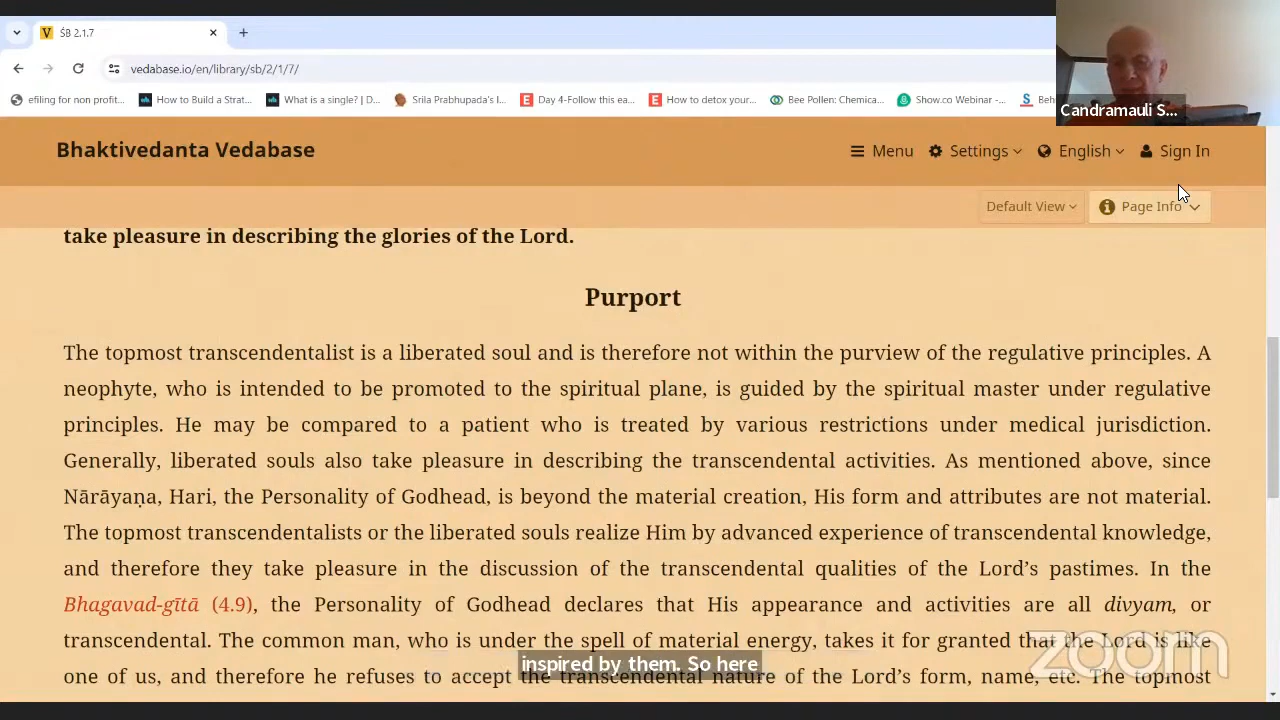 ŚB 2.1.7
vedabase.io/en/library/sb/2/1/7/
efiling for non profit...
How to Build a Strat...
What is a single? | D...
Srila Prabhupada's l...
Day 4-Follow this ea...
How to detox your...
Bee Pollen: Chemica...
Show.co Webinar -...
Beh
Candramauli S...
Bhaktivedanta Vedabase
Menu
Settings
English
Sign In
Default View
Page Info
take pleasure in describing the glories of the Lord.
Purport
The topmost transcendentalist is a liberated soul and is therefore not within the purview of the regulative principles. A
neophyte, who is intended to be promoted to the spiritual plane, is guided by the spiritual master under regulative
principles. He may be compared to a patient who is treated by various restrictions under medical jurisdiction.
Generally, liberated souls also take pleasure in describing the transcendental activities. As mentioned above, since
Nārāyaṇa, Hari, the Personality of Godhead, is beyond the material creation, His form and attributes are not material.
The topmost transcendentalists or the liberated souls realize Him by advanced experience of transcendental knowledge,
and therefore they take pleasure in the discussion of the transcendental qualities of the Lord's pastimes. In the
Bhagavad-gītā (4.9), the Personality of Godhead declares that His appearance and activities are all divyam, or
transcendental. The common man, who is under the spell of material energy, takes it for granted that the Lord is like
one of us, and therefore he refuses to accept the transcendental nature of the Lord's form, name, etc. The topmost
inspired by them. So here
zoom